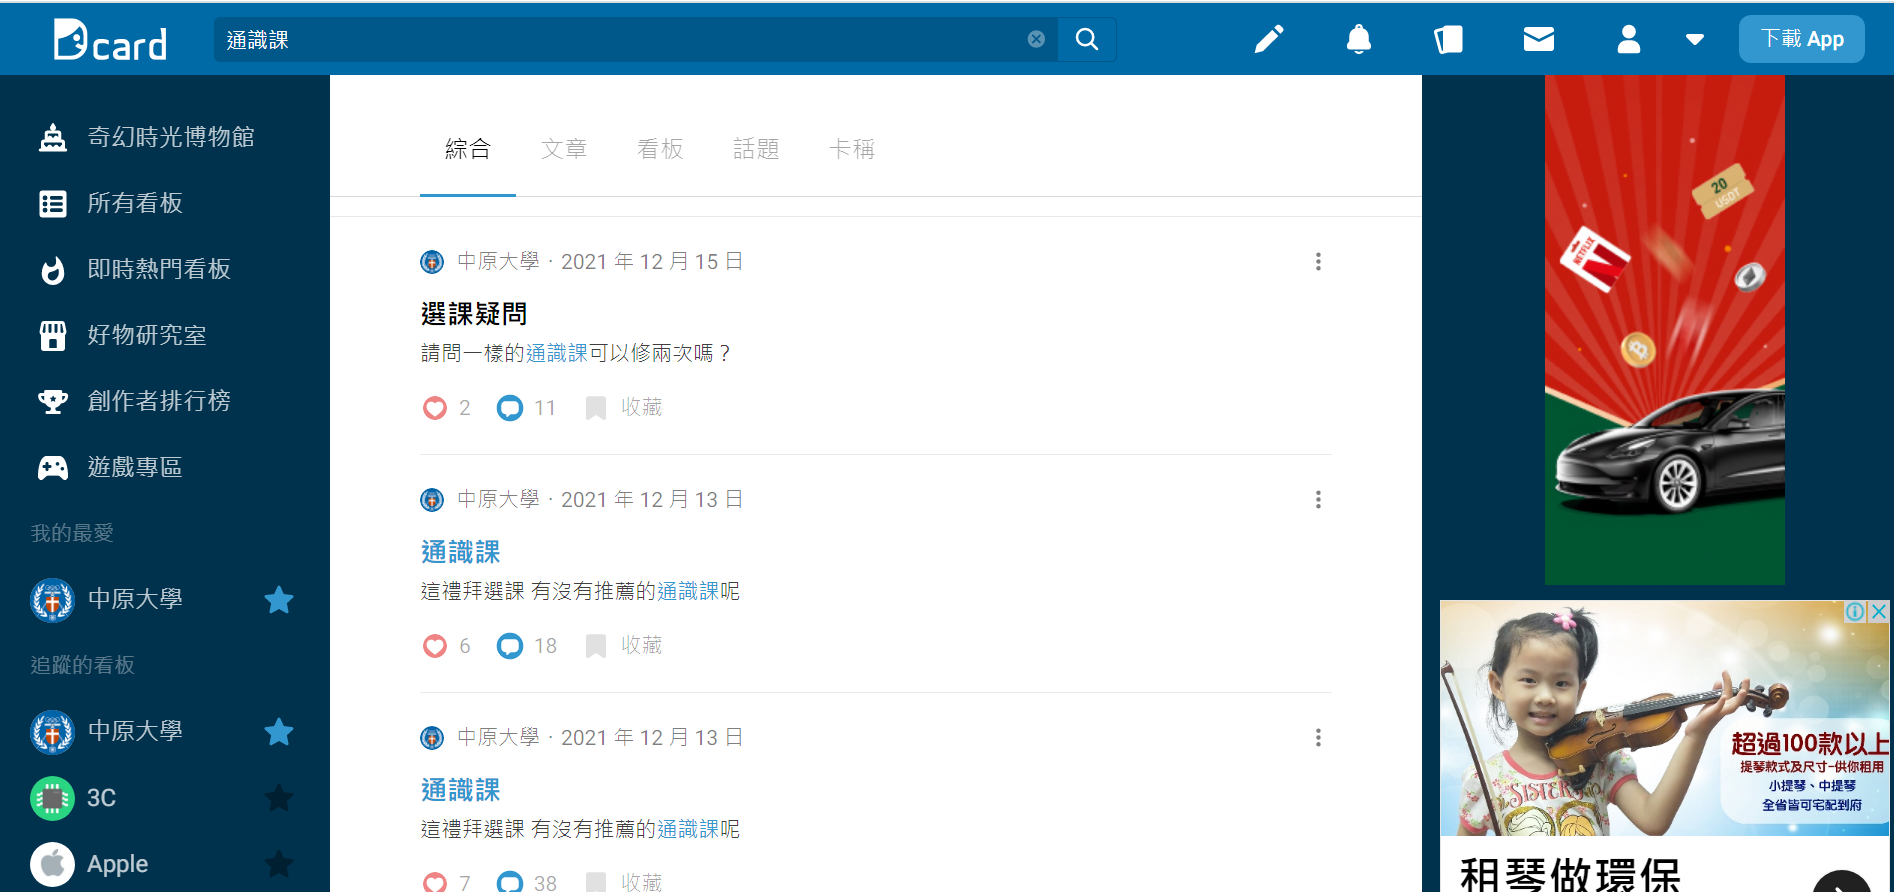 Dcard
通識課
下載 App
奇幻時光博物館
所有看板
即時熱門看板
好物研究室
創作者排行榜
遊戲專區
我的最愛
中原大學
追蹤的看板
中原大學
3C
Apple
綜合 文章 看板 話題 卡稱
中原大學 · 2021 年 12 月 15 日
選課疑問
請問一樣的通識課可以修兩次嗎？
2 11 收藏
中原大學 · 2021 年 12 月 13 日
通識課
這禮拜選課 有沒有推薦的通識課呢
6 18 收藏
中原大學 · 2021 年 12 月 13 日
通識課
這禮拜選課 有沒有推薦的通識課呢
7 38 收藏
20
USDT
NETFLIX
SISTERS
超過100款以上
提琴款式及尺寸-供你租用
小提琴、中提琴
全省皆可宅配到府
租琴做環保